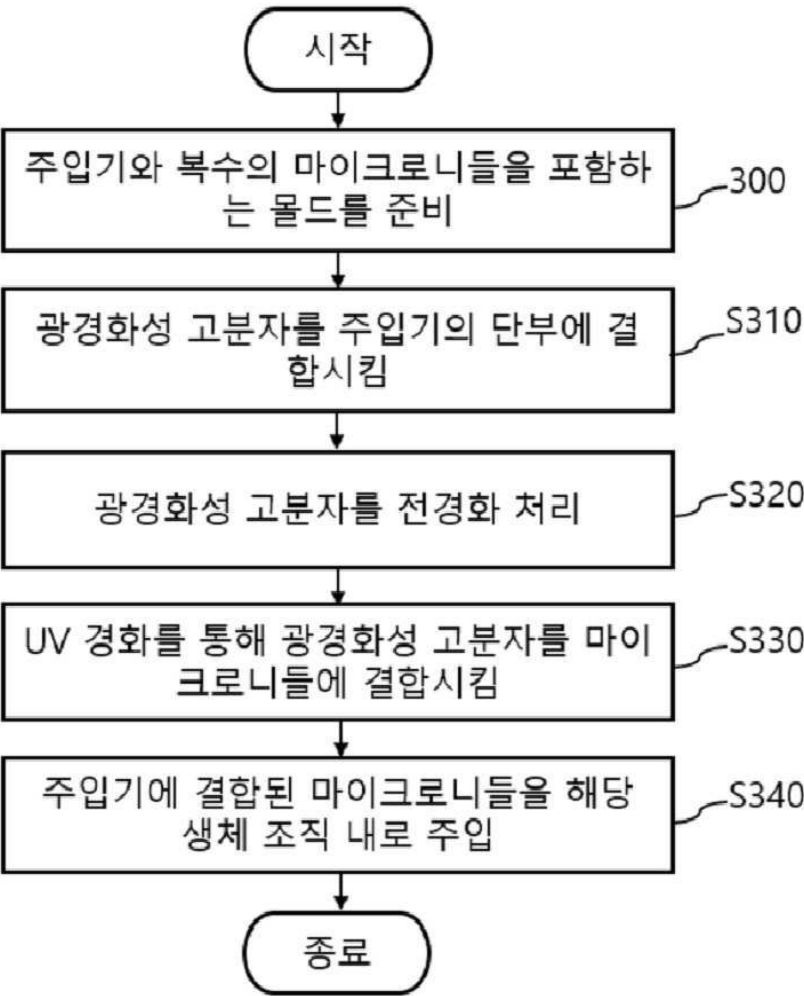 시작
주입기와 복수의 마이크로니들을 포함하
는 몰드를 준비
300
광경화성 고분자를 주입기의 단부에 결
합시킴
S310
광경화성 고분자를 전경화 처리
S320
UV 경화를 통해 광경화성 고분자를 마이
크로니들에 결합시킴
S330
주입기에 결합된 마이크로니들을 해당
생체 조직 내로 주입
S340
종료